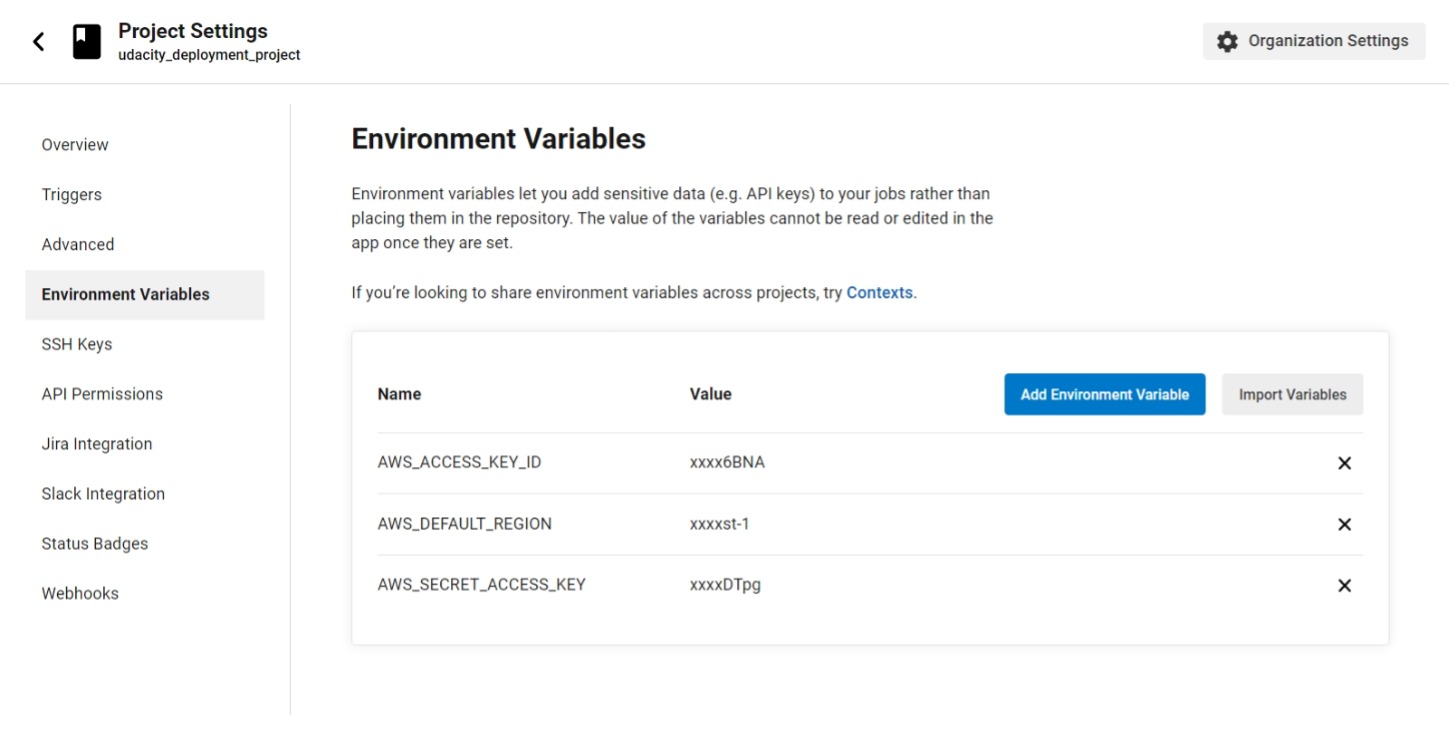 Project Settings
udacity_deployment_project
Organization Settings
Overview
Triggers
Advanced
Environment Variables
SSH Keys
API Permissions
Jira Integration
Slack Integration
Status Badges
Webhooks
Environment Variables
Environment variables let you add sensitive data (e.g. API keys) to your jobs rather than
placing them in the repository. The value of the variables cannot be read or edited in the
app once they are set.
If you’re looking to share environment variables across projects, try Contexts.
Name Value Add Environment Variable Import Variables
AWS_ACCESS_KEY_ID xxxx6BNA
AWS_DEFAULT_REGION xxxxst-1
AWS_SECRET_ACCESS_KEY xxxxDTpg